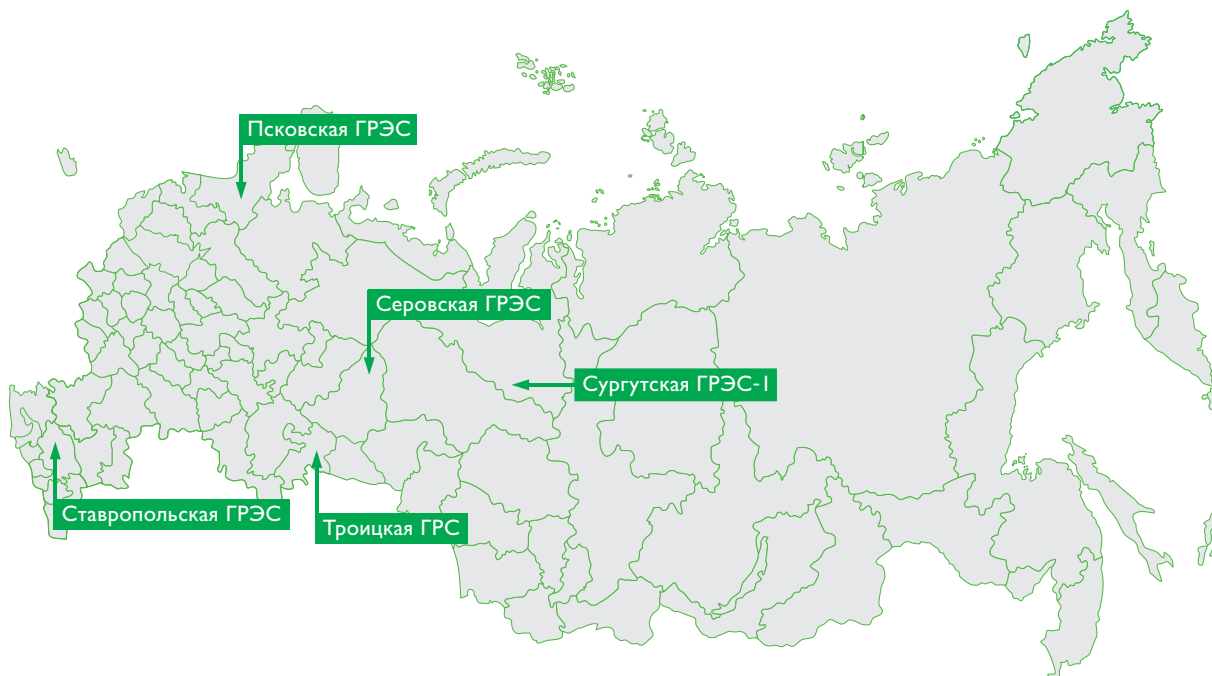 Псковская ГРЭС
Серовская ГРЭС
Сургутская ГРЭС-1
Ставропольская ГРЭС
Троицкая ГРС